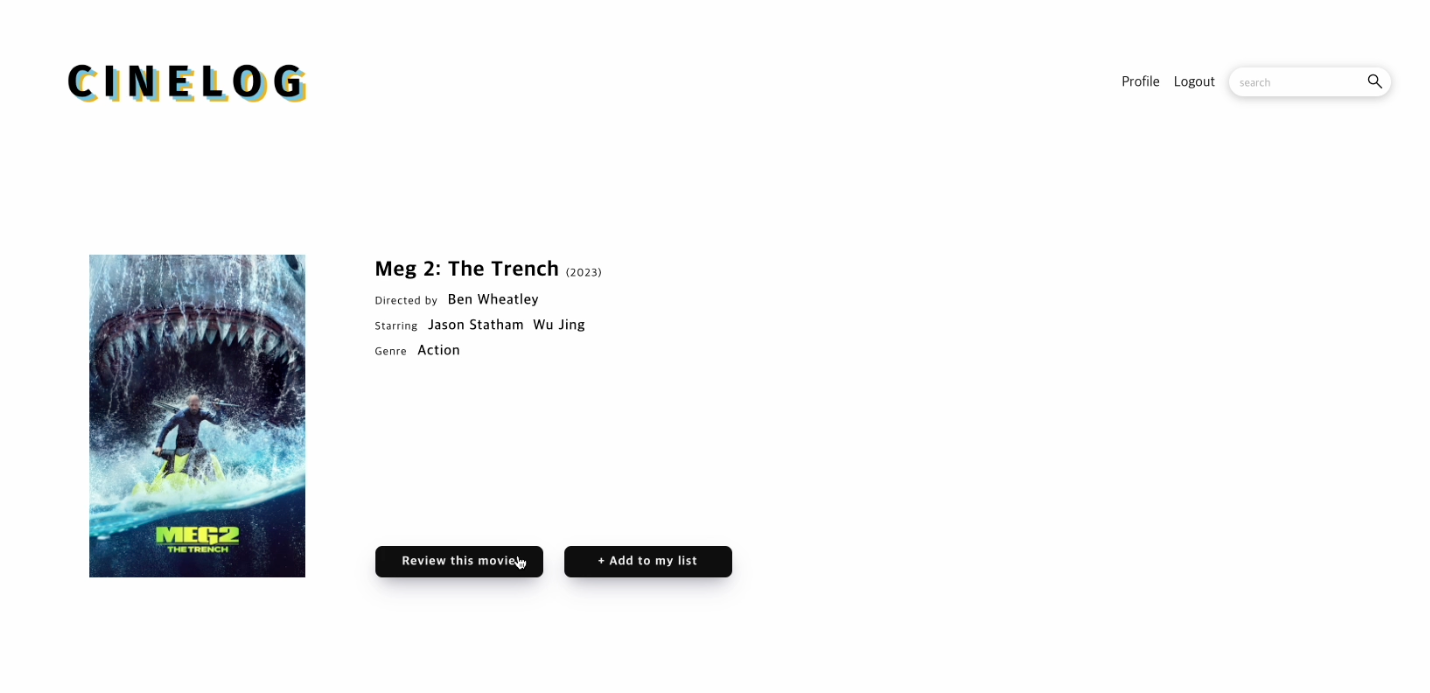 CINELOG
Profile Logout search
Meg 2: The Trench (2023)
Directed by Ben Wheatley
Starring Jason Statham Wu Jing
Genre Action
MEG2
THE TRENCH
Review this movie
+ Add to my list